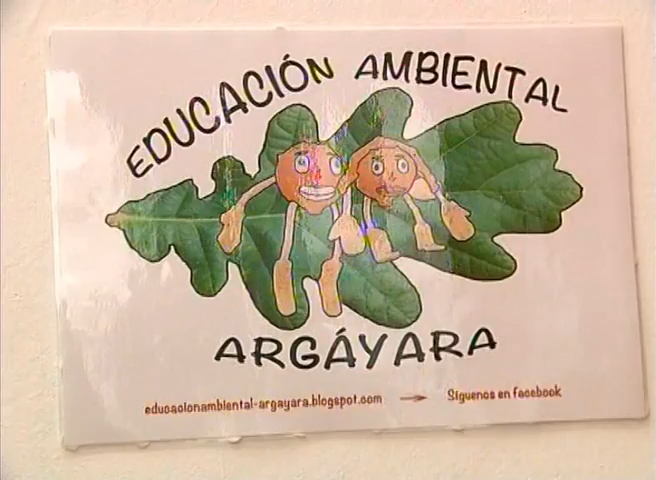 EDUCACIÓN AMBIENTAL
ARGÁYARA
educacionambiental-argayara.blogspot.com → Síguenos en facebook